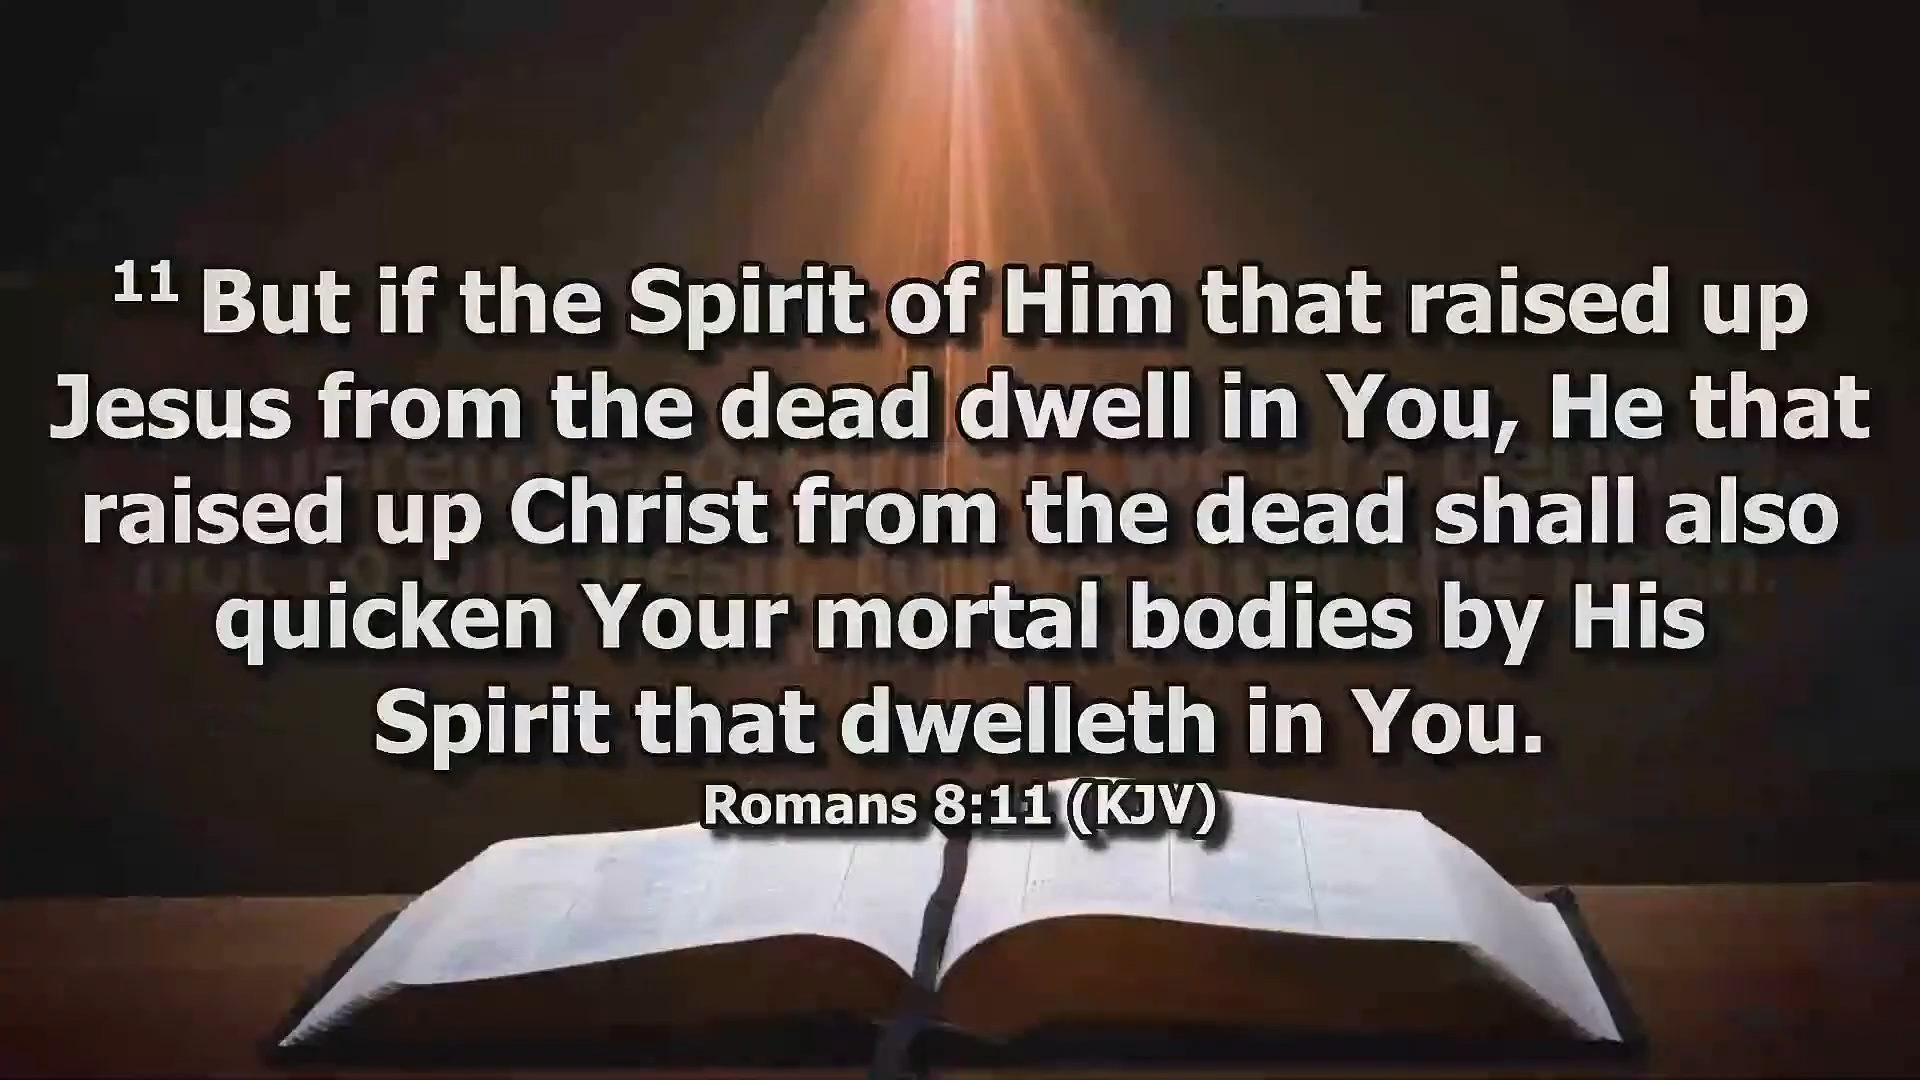 11 But if the Spirit of Him that raised up
Jesus from the dead dwell in You, He that
raised up Christ from the dead shall also
quicken Your mortal bodies by His
Spirit that dwelleth in You.
Romans 8:11 (KJV)